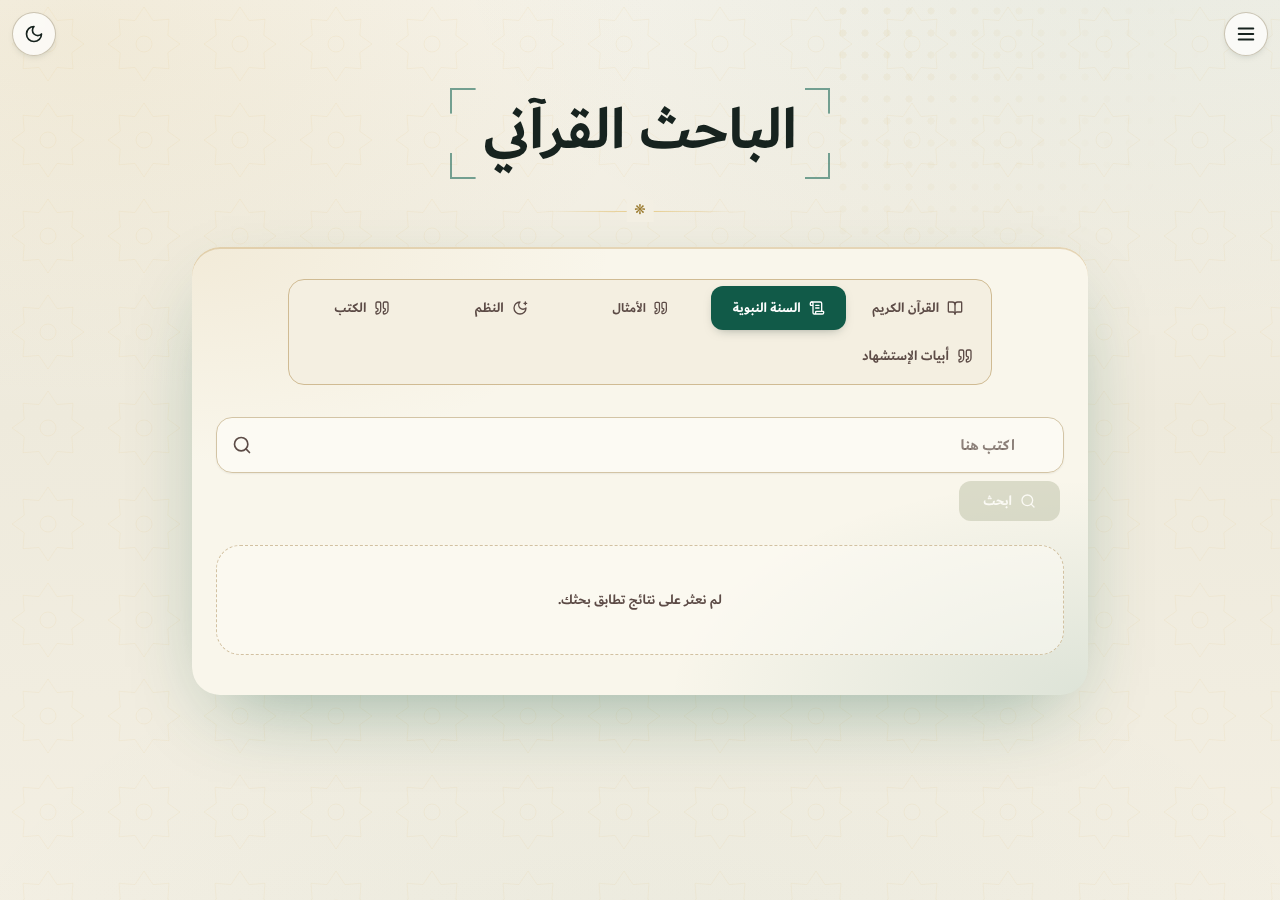 الباحث القرآني
القرآن الكريم
السنة النبوية
الأمثال
النظم
الكتب
أبيات الإستشهاد
اكتب هنا
ابحث
لم نعثر على نتائج تطابق بحثك.